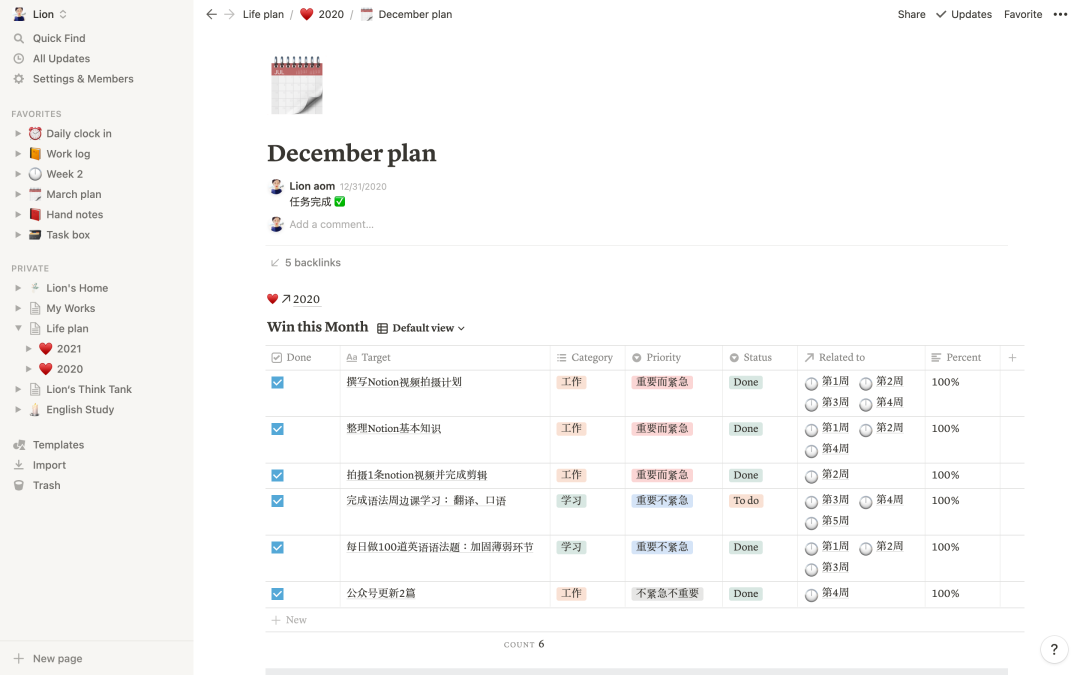 Lion
Life plan / 2020 / December plan
Share Updates Favorite
Quick Find
All Updates
Settings & Members
FAVORITES
Daily clock in
Work log
Week 2
March plan
Hand notes
Task box
PRIVATE
Lion's Home
My Works
Life plan
2021
2020
Lion's Think Tank
English Study
Templates
Import
Trash
New page
JUL
December plan
Lion aom 12/31/2020
任务完成 ✅
Add a comment...
5 backlinks
2020
Win this Month Default view
Done Aa Target Category Priority Status Related to Percent
撰写Notion视频拍摄计划 工作 重要而紧急 Done 第1周 第2周 100%
第3周 第4周
整理Notion基本知识 工作 重要而紧急 Done 第1周 第2周 100%
第4周
拍摄1条notion视频并完成剪辑 工作 重要而紧急 Done 第2周 100%
完成语法周边课学习：翻译、口语 学习 重要不紧急 To do 第3周 第4周 100%
第5周
每日做100道英语语法题：加固薄弱环节 学习 重要不紧急 Done 第1周 第2周 100%
第3周
公众号更新2篇 工作 不紧急不重要 Done 第4周 100%
New
COUNT 6
?